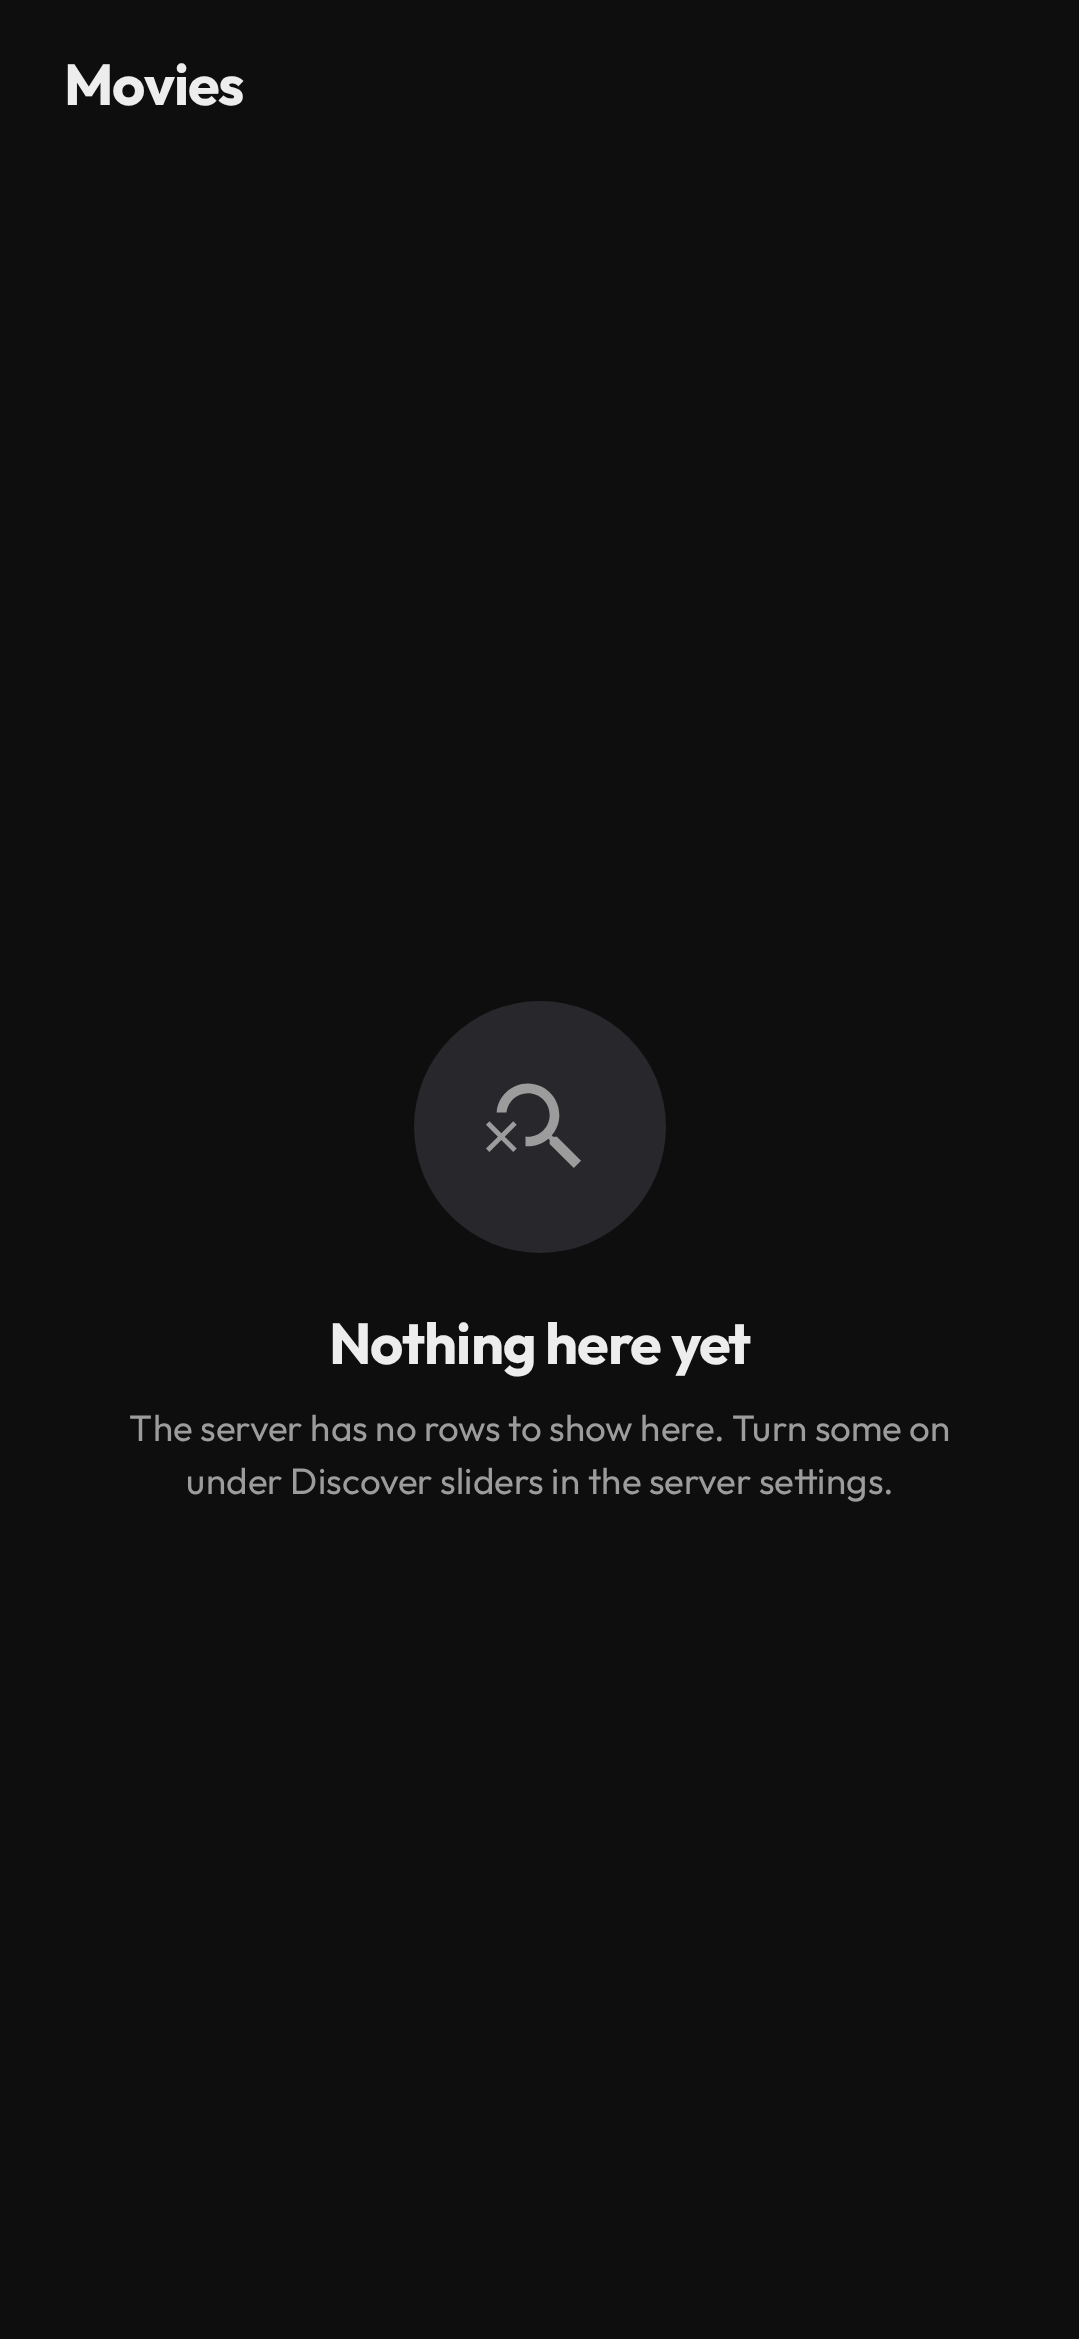 Movies
Nothing here yet
The server has no rows to show here. Turn some on
under Discover sliders in the server settings.